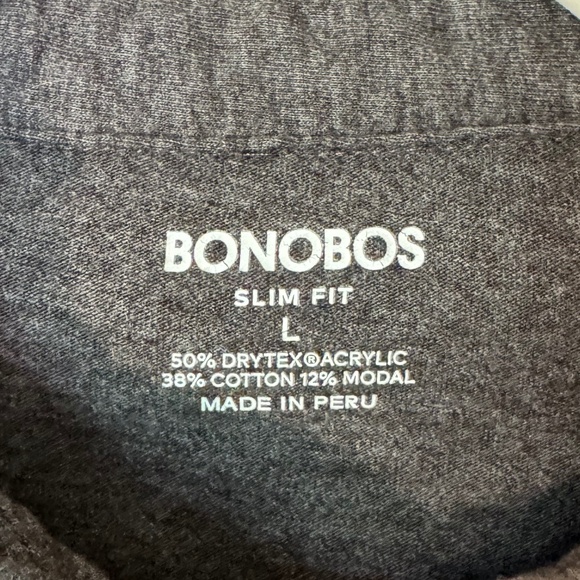 BONOBOS
SLIM FIT
L
50% DRYTEX®ACRYLIC
38% COTTON 12% MODAL
MADE IN PERU